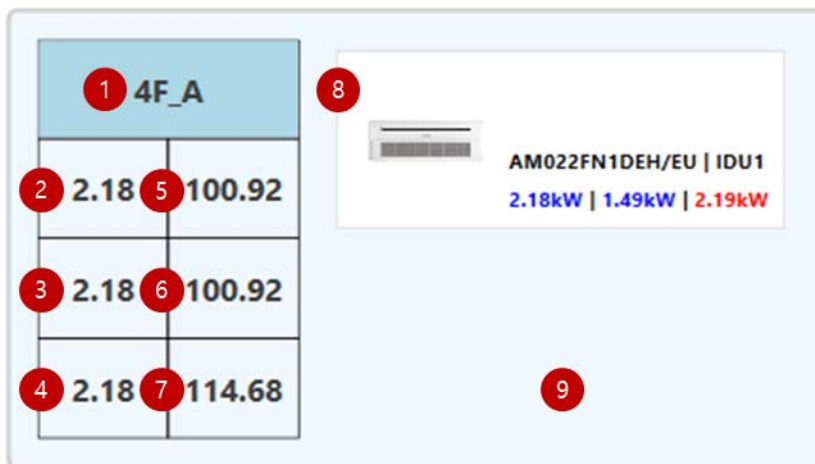 1 4F_A
2 2.18 5 100.92
3 2.18 6 100.92
4 2.18 7 114.68
8
AM022FN1DEH/EU | IDU1
2.18kW | 1.49kW | 2.19kW
9